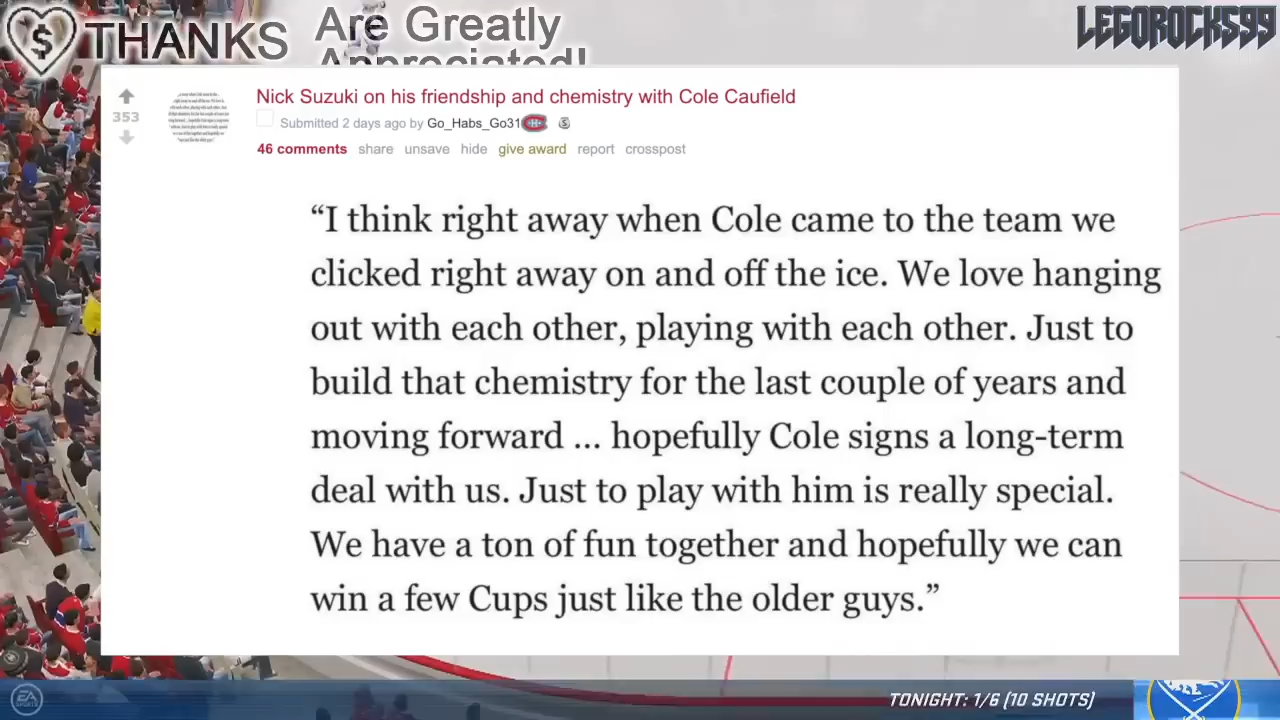 THANKS
Are Greatly
Appreciated!
LEGOROCKS99
353
Nick Suzuki on his friendship and chemistry with Cole Caufield
Submitted 2 days ago by Go_Habs_Go31
46 comments share unsave hide give award report crosspost
“I think right away when Cole came to the team we
clicked right away on and off the ice. We love hanging
out with each other, playing with each other. Just to
build that chemistry for the last couple of years and
moving forward ... hopefully Cole signs a long-term
deal with us. Just to play with him is really special.
We have a ton of fun together and hopefully we can
win a few Cups just like the older guys.”
EA
SPORTS
TONIGHT: 1/6 (10 SHOTS)